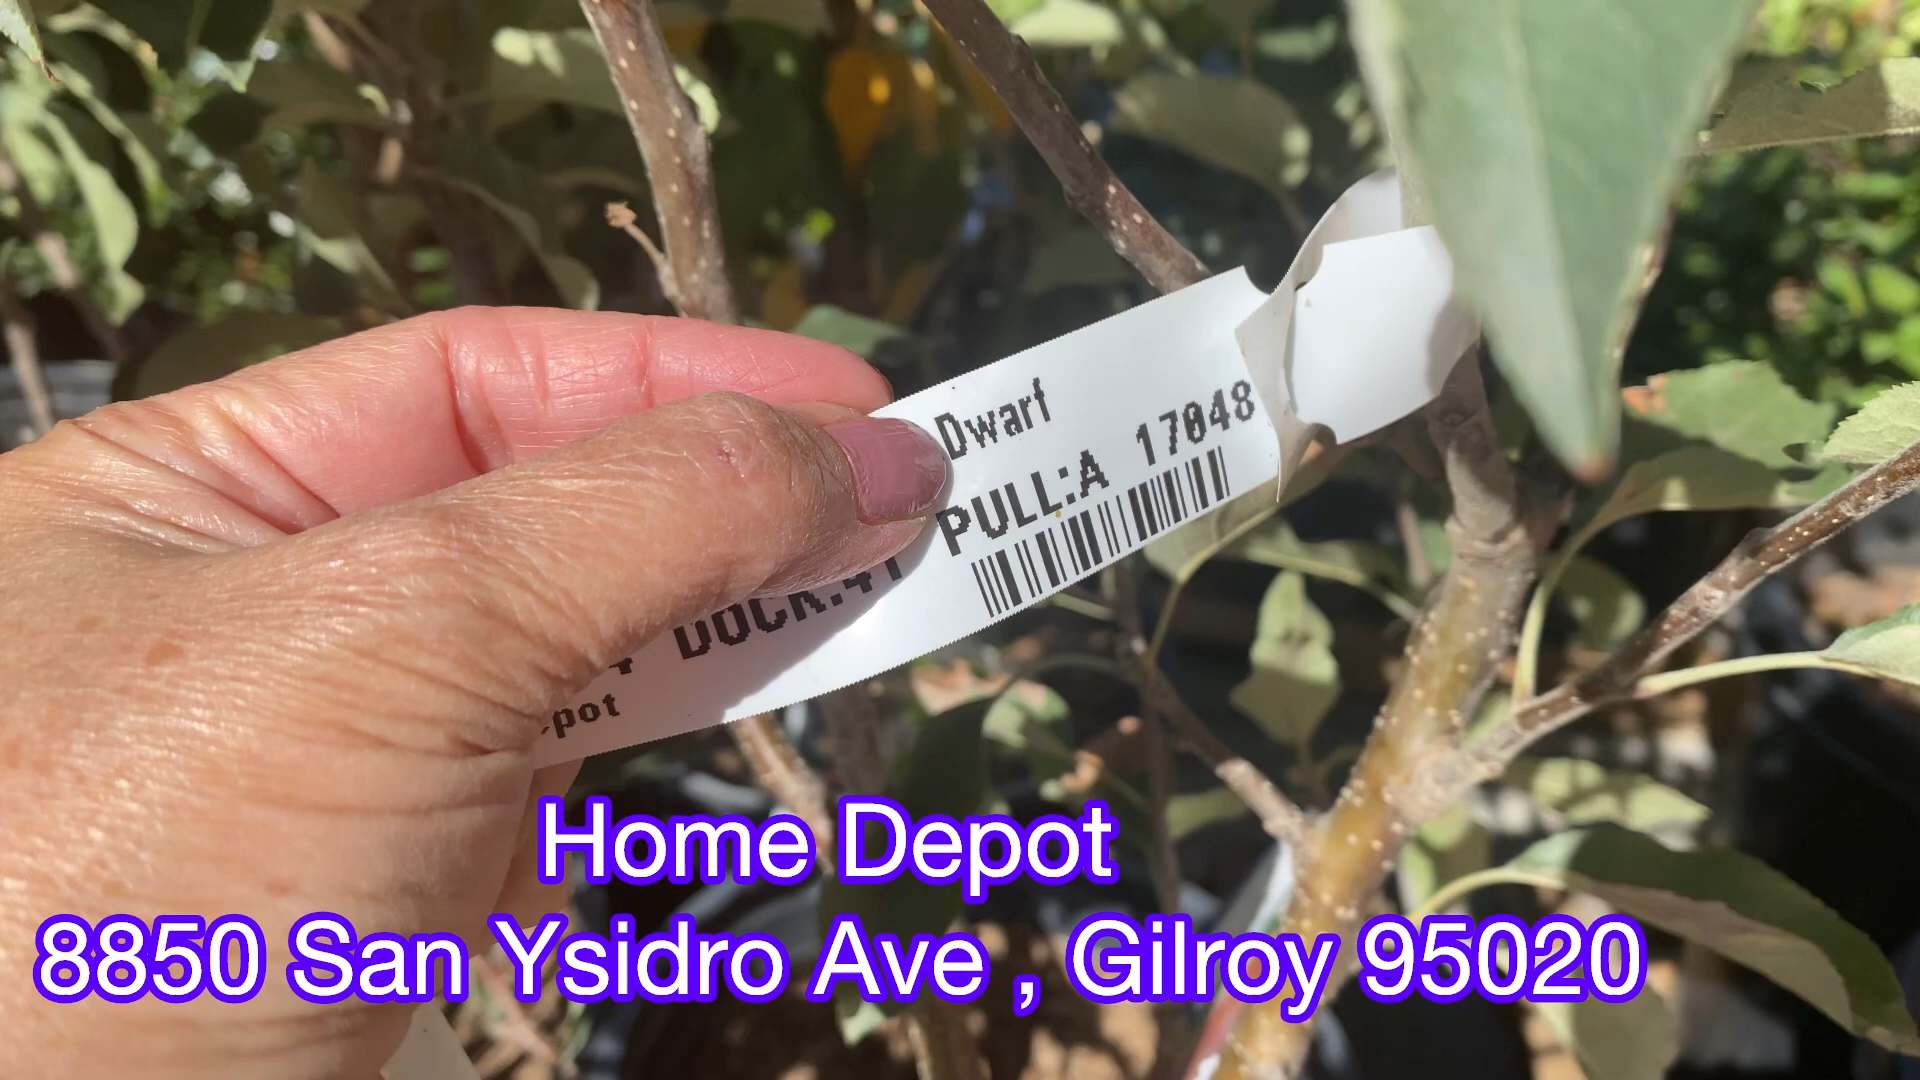 Dwarf
PULL:A 17048
DOCK:41
pot
Home Depot
8850 San Ysidro Ave , Gilroy 95020